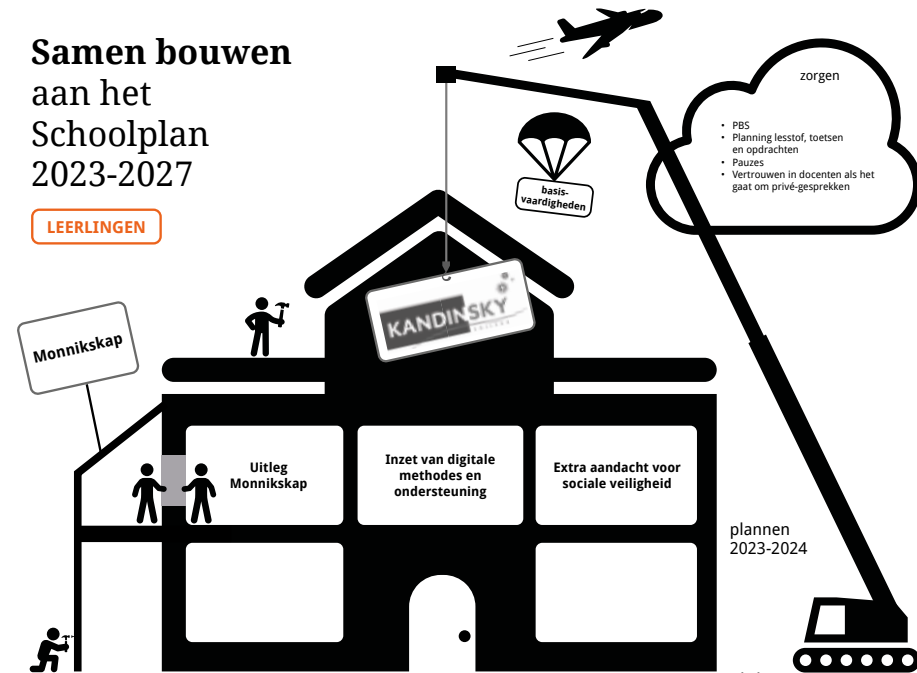 Samen bouwen
aan het
Schoolplan
2023-2027
LEERLINGEN
zorgen
• PBS
• Planning lesstof, toetsen
en opdrachten
• Pauzes
• Vertrouwen in docenten als het
gaat om privé-gesprekken
basis-
vaardigheden
KANDINSKY
Monnikskap
Uitleg
Monnikskap
Inzet van digitale
methodes en
ondersteuning
Extra aandacht voor
sociale veiligheid
plannen
2023-2024